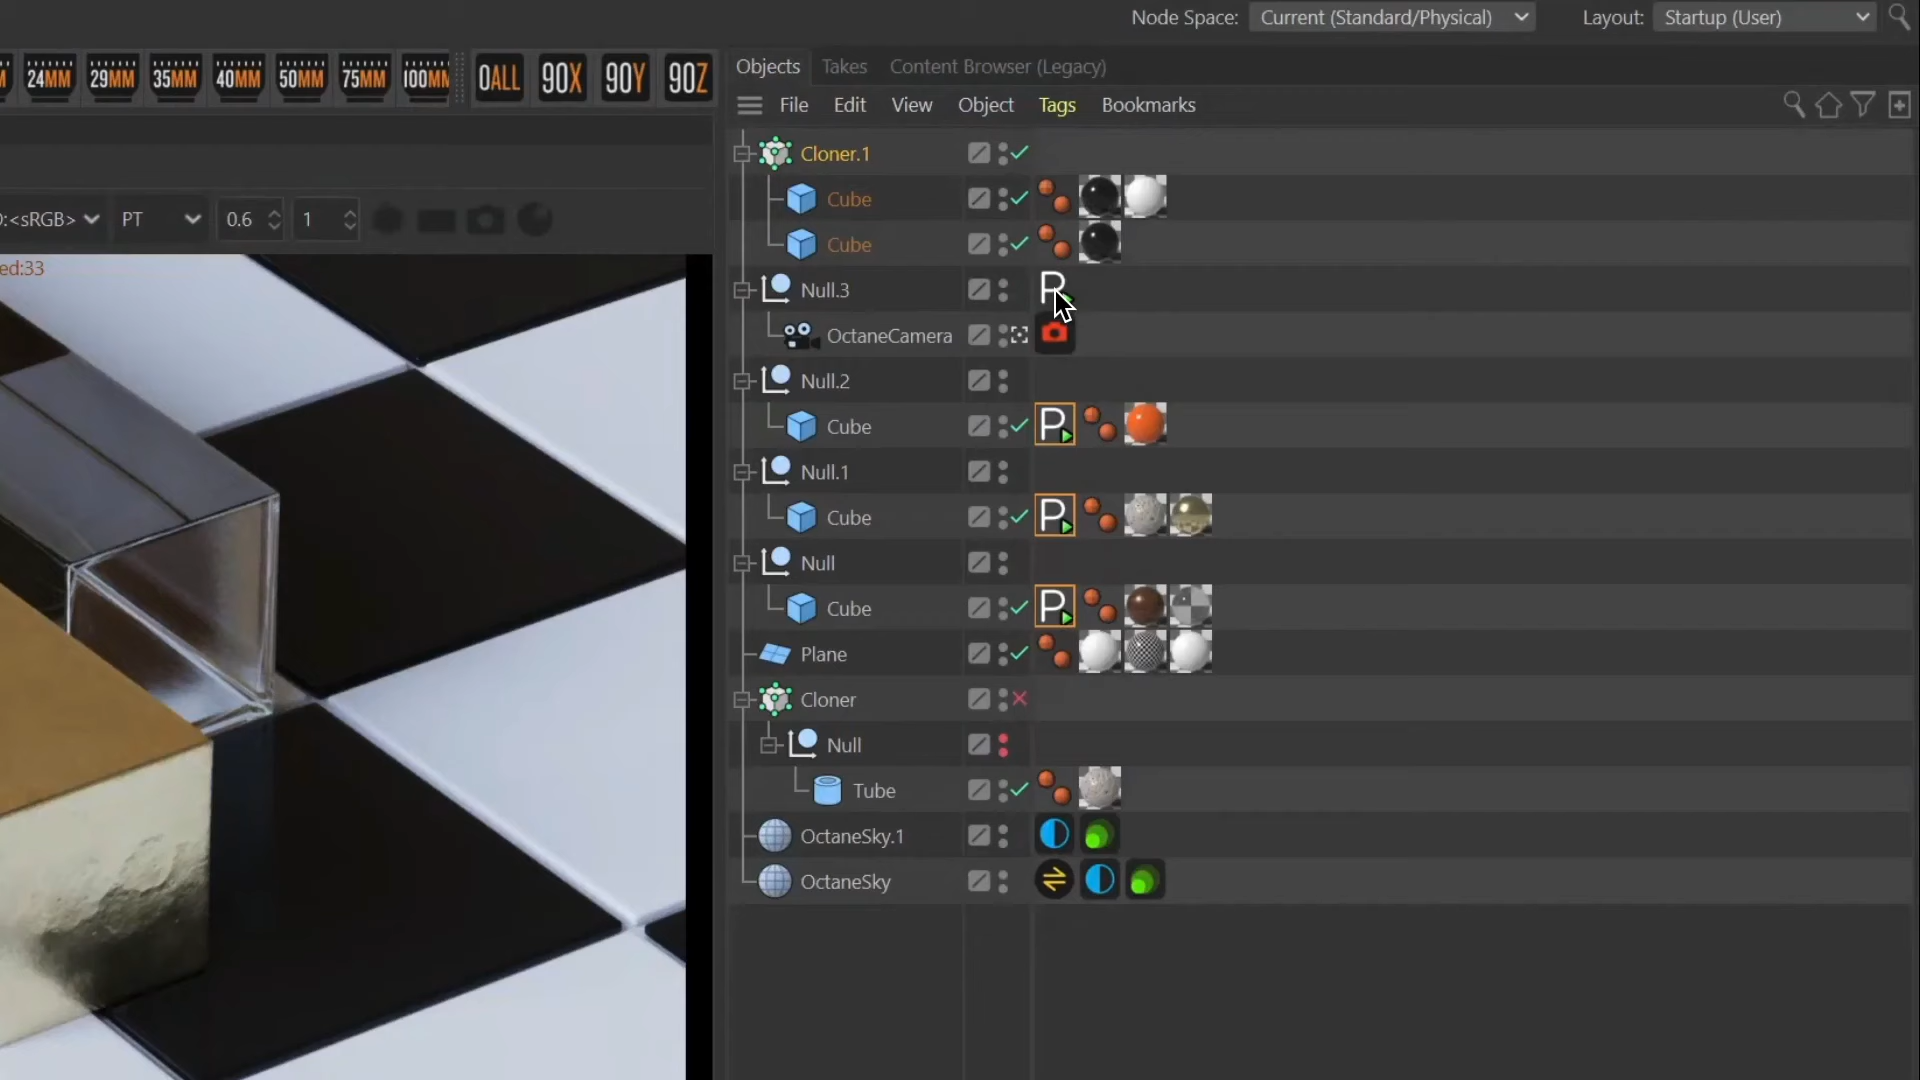 Node Space: Current (Standard/Physical) Layout: Startup (User)
24MM 29MM 35MM 40MM 50MM 75MM 100MM 0ALL 90X 90Y 90Z
Objects Takes Content Browser (Legacy)
File Edit View Object Tags Bookmarks
Cloner.1
Cube
<sRGB> PT 0.6 1
Cube
ed:33
Null.3
P
OctaneCamera
Null.2
Cube P
Null.1
Cube P
Null
Cube P
Plane
Cloner
Null
Tube
OctaneSky.1
OctaneSky